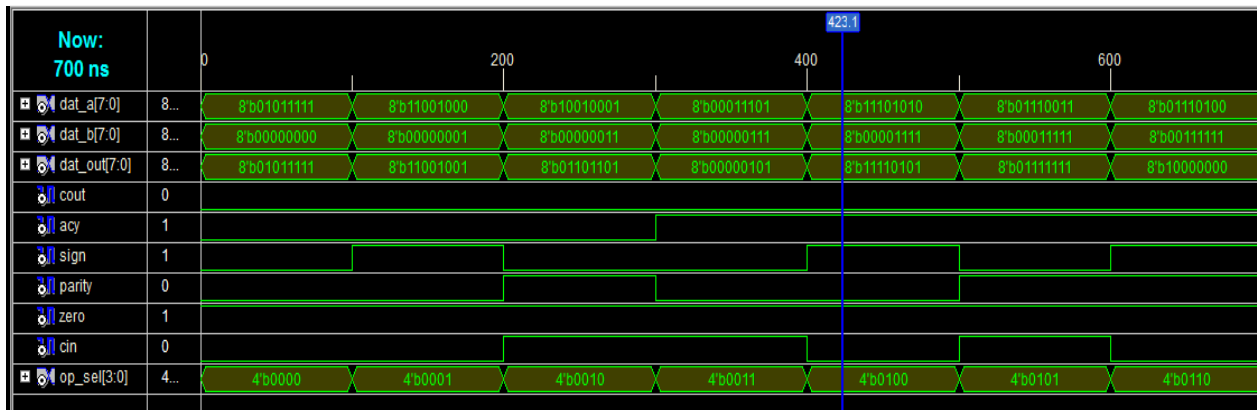 423.1
Now:
700 ns
0 200 400 600
dat_a[7:0] 8... 8'b01011111 8'b11001000 8'b10010001 8'b00011101 8'b11101010 8'b01110011 8'b01110100
dat_b[7:0] 8... 8'b00000000 8'b00000001 8'b00000011 8'b00000111 8'b00001111 8'b00011111 8'b00111111
dat_out[7:0] 8... 8'b01011111 8'b11001001 8'b01101101 8'b00000101 8'b11110101 8'b01111111 8'b10000000
cout 0
acy 1
sign 1
parity 0
zero 1
cin 0
op_sel[3:0] 4... 4'b0000 4'b0001 4'b0010 4'b0011 4'b0100 4'b0101 4'b0110